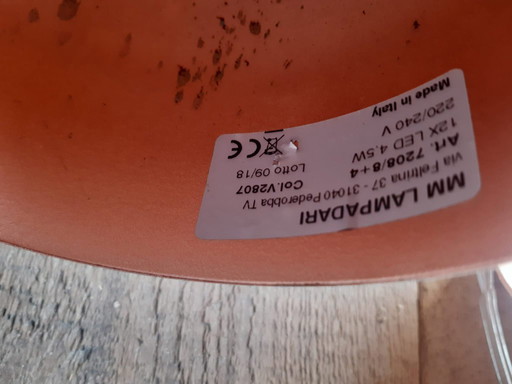 MM LAMPADARI
via Feltrina 37 - 31040 Pederobba TV
Art. 7208/8+4 Col.V2807
12X LED 4.5W Lotto 09/18
220/240 V
Made in Italy CE